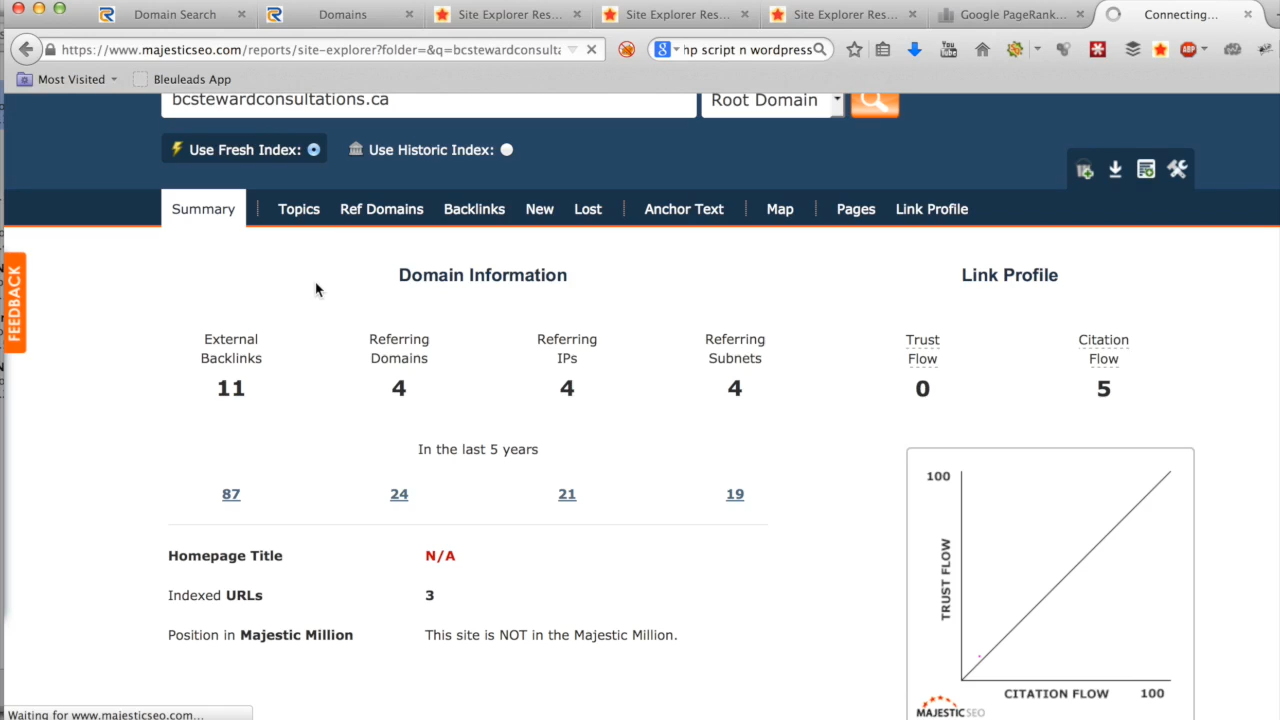 Domain Search
Domains
Site Explorer Res...
Site Explorer Res...
Site Explorer Res...
Google PageRank...
Connecting...
https://www.majesticseo.com/reports/site-explorer?folder=&q=bcstewardconsulta
hp script n wordpress
Most Visited
Bleuleads App
bcstewardconsultations.ca
Root Domain
Use Fresh Index:
Use Historic Index:
Summary
Topics
Ref Domains
Backlinks
New
Lost
Anchor Text
Map
Pages
Link Profile
FEEDBACK
Domain Information
Link Profile
External
Backlinks
11
Referring
Domains
4
Referring
IPs
4
Referring
Subnets
4
Trust
Flow
0
Citation
Flow
5
In the last 5 years
87
24
21
19
Homepage Title
N/A
Indexed URLs
3
Position in Majestic Million
This site is NOT in the Majestic Million.
100
TRUST FLOW
CITATION FLOW
100
MAJESTICSEO
Waiting for www.majesticseo.com...